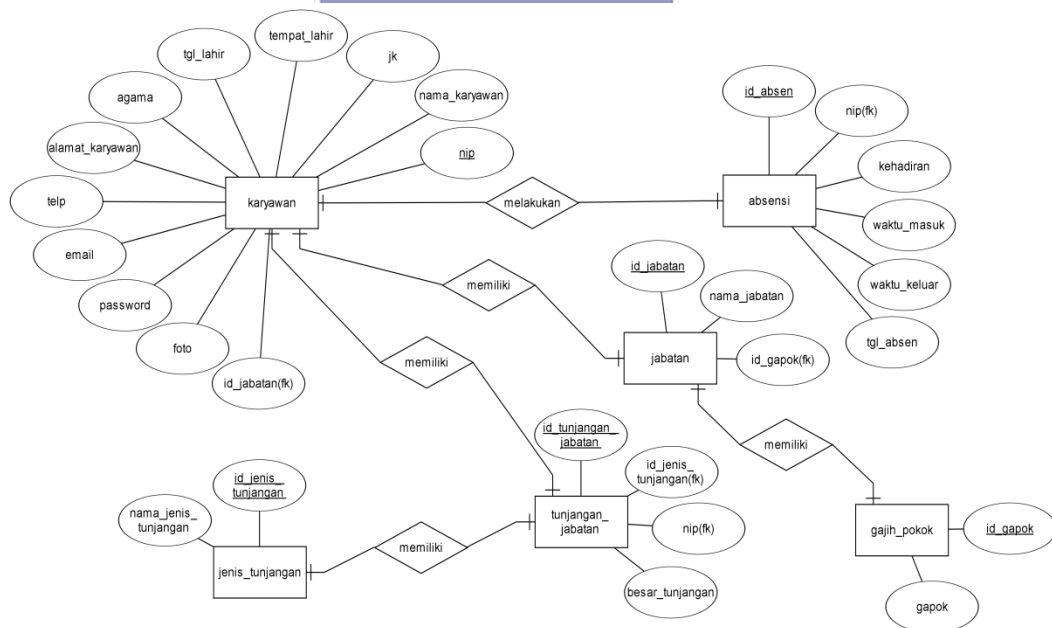 tempat_lahir
tgl_lahir
jk
agama
nama_karyawan
alamat_karyawan
nip
telp
karyawan
email
password
foto
id_jabatan(fk)
melakukan
id_absen
nip(fk)
kehadiran
absensi
waktu_masuk
waktu_keluar
tgl_absen
memiliki
id_jabatan
nama_jabatan
jabatan
id_gapok(fk)
memiliki
memiliki
id_tunjangan_
jabatan
id_jenis_
tunjangan(fk)
tunjangan_
jabatan
nip(fk)
besar_tunjangan
id_jenis_
tunjangan
nama_jenis_
tunjangan
jenis_tunjangan
memiliki
gajih_pokok
id_gapok
gapok